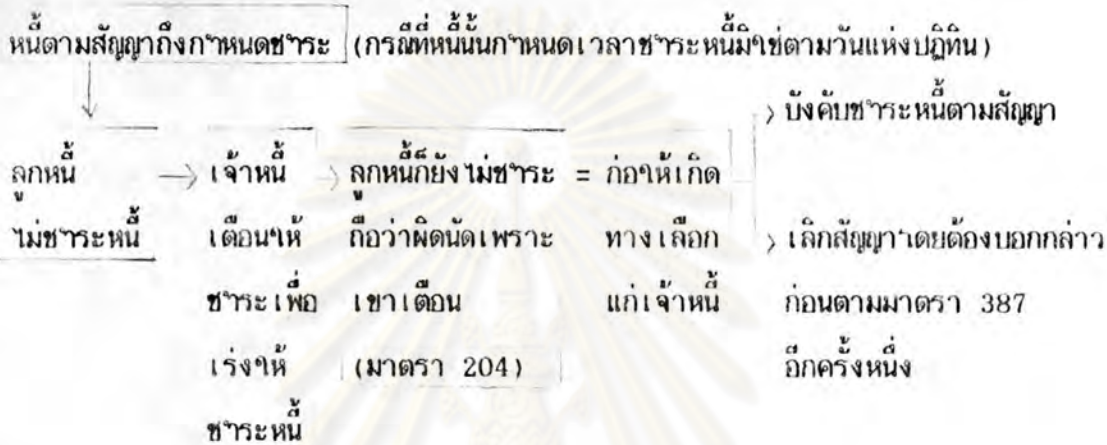 หนี้ตามสัญญาถึงกำหนดชำระ (กรณีที่หนี้นั้นกำหนดเวลาชำระหนี้มิใช่ตามวันแห่งปฏิทิน)
บังคับชำระหนี้ตามสัญญา
ลูกหนี้ → เจ้าหนี้ ลูกหนี้ก็ยังไม่ชำระ = ก่อให้เกิด
ไม่ชำระหนี้ เตือนให้ ถือว่าผิดนัดเพราะ ทางเลือก เลิกสัญญาโดยต้องบอกกล่าว
ชำระเพื่อ เขาเตือน แก่เจ้าหนี้ ก่อนตามมาตรา 387
เร่งให้ (มาตรา 204) อีกครั้งหนึ่ง
ชำระหนี้